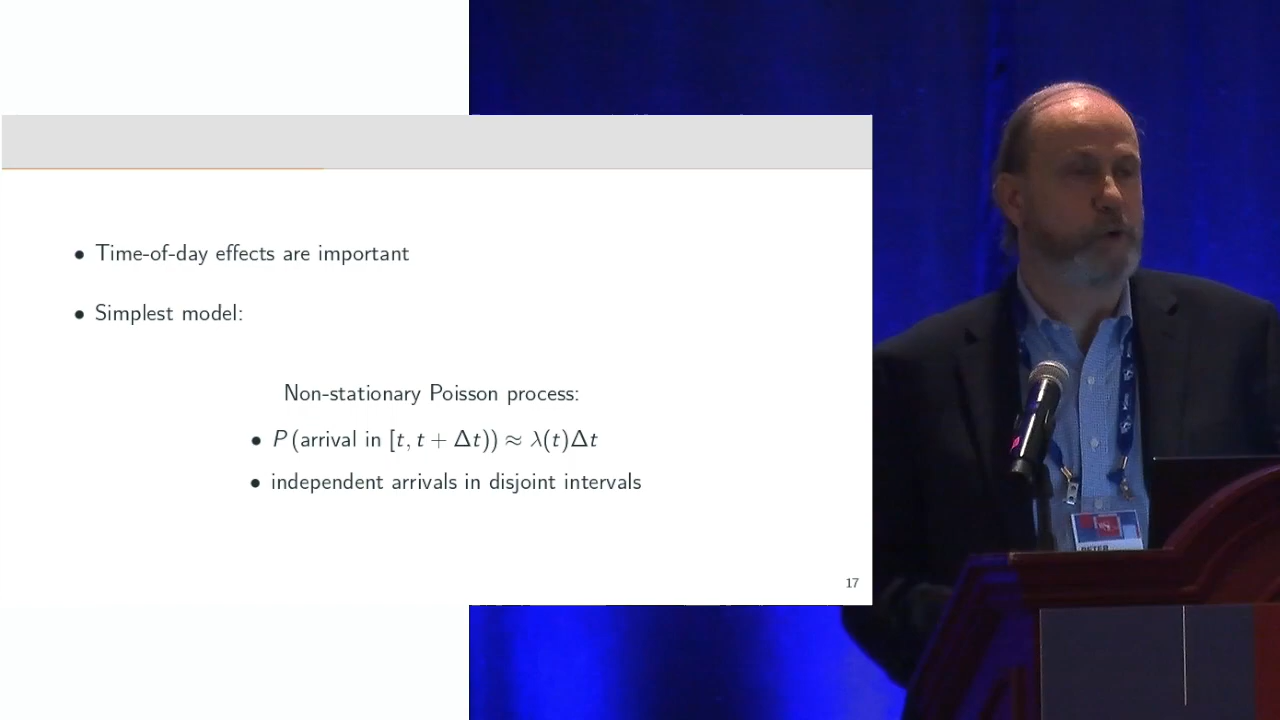 • Time-of-day effects are important
• Simplest model:
Non-stationary Poisson process:
• P (arrival in [t, t + Δt)) ≈ λ(t)Δt
• independent arrivals in disjoint intervals
17
PETER